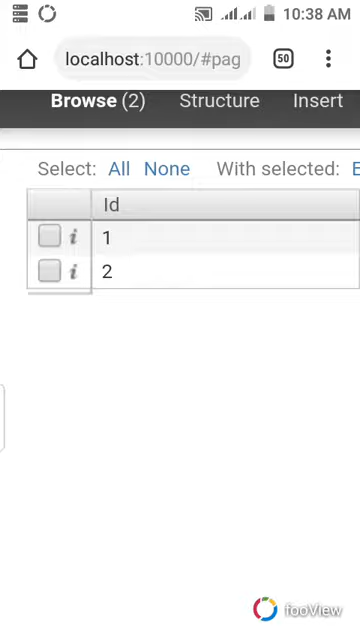 10:38 AM
localhost:10000/#pag
50
Browse (2) Structure Insert
Select: All None With selected: E
Id
i 1
i 2
fooView